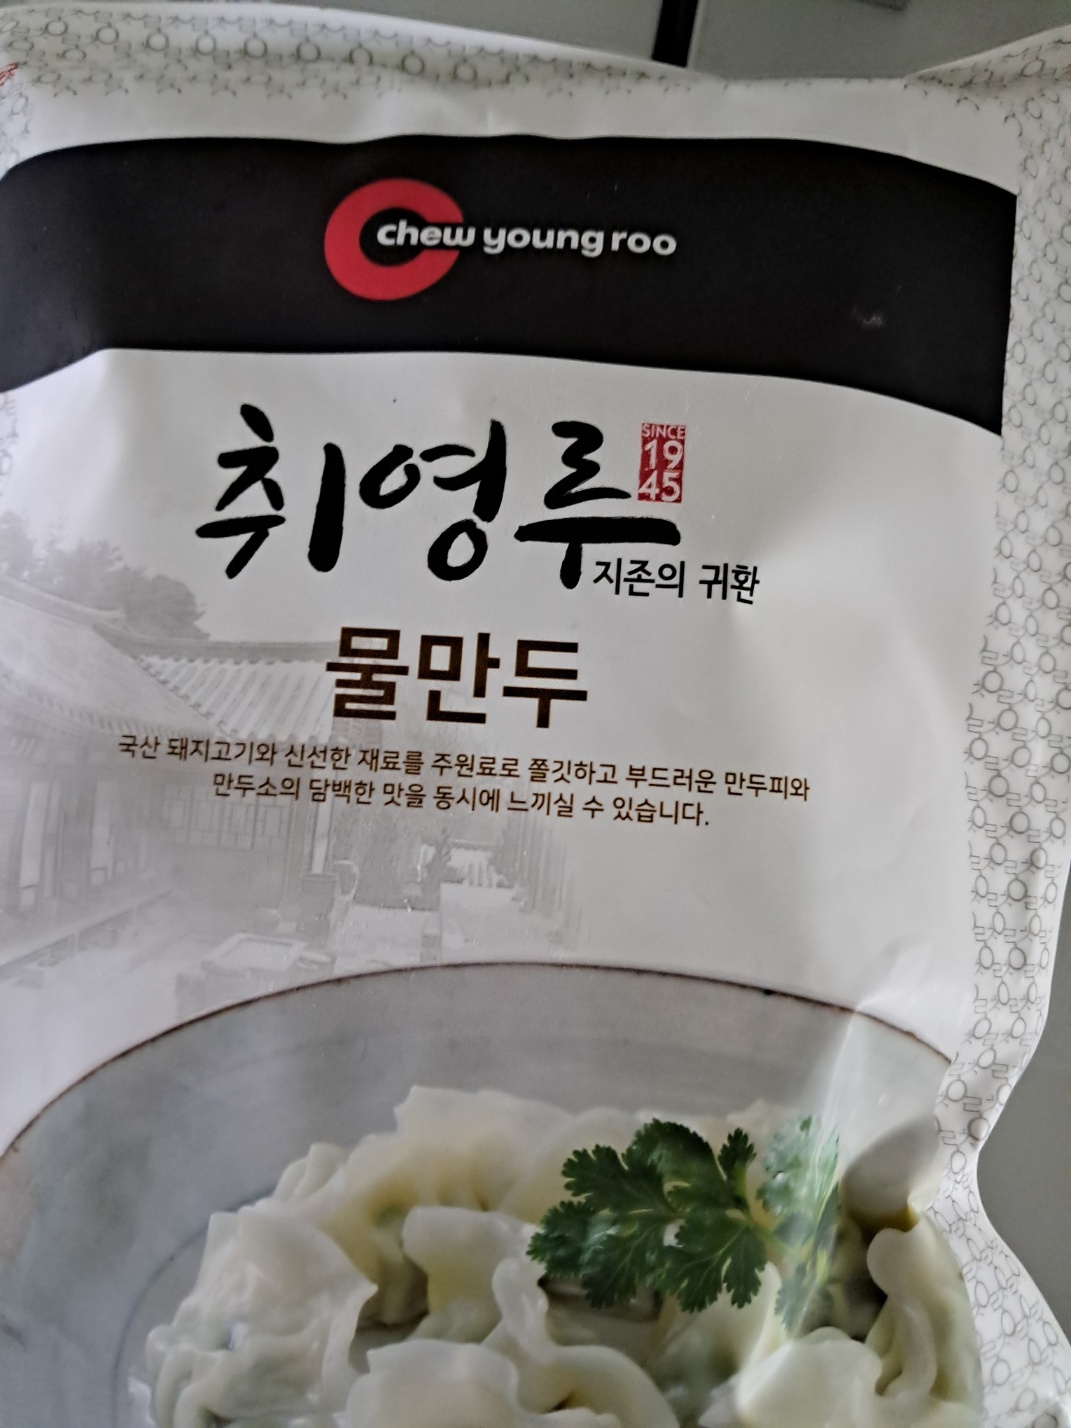 chew young roo
취영루
SINCE
19
45
지존의 귀환
물만두
국산 돼지고기와 신선한 재료를 주원료로 쫄깃하고 부드러운 만두피와
만두소의 담백한 맛을 동시에 느끼실 수 있습니다.